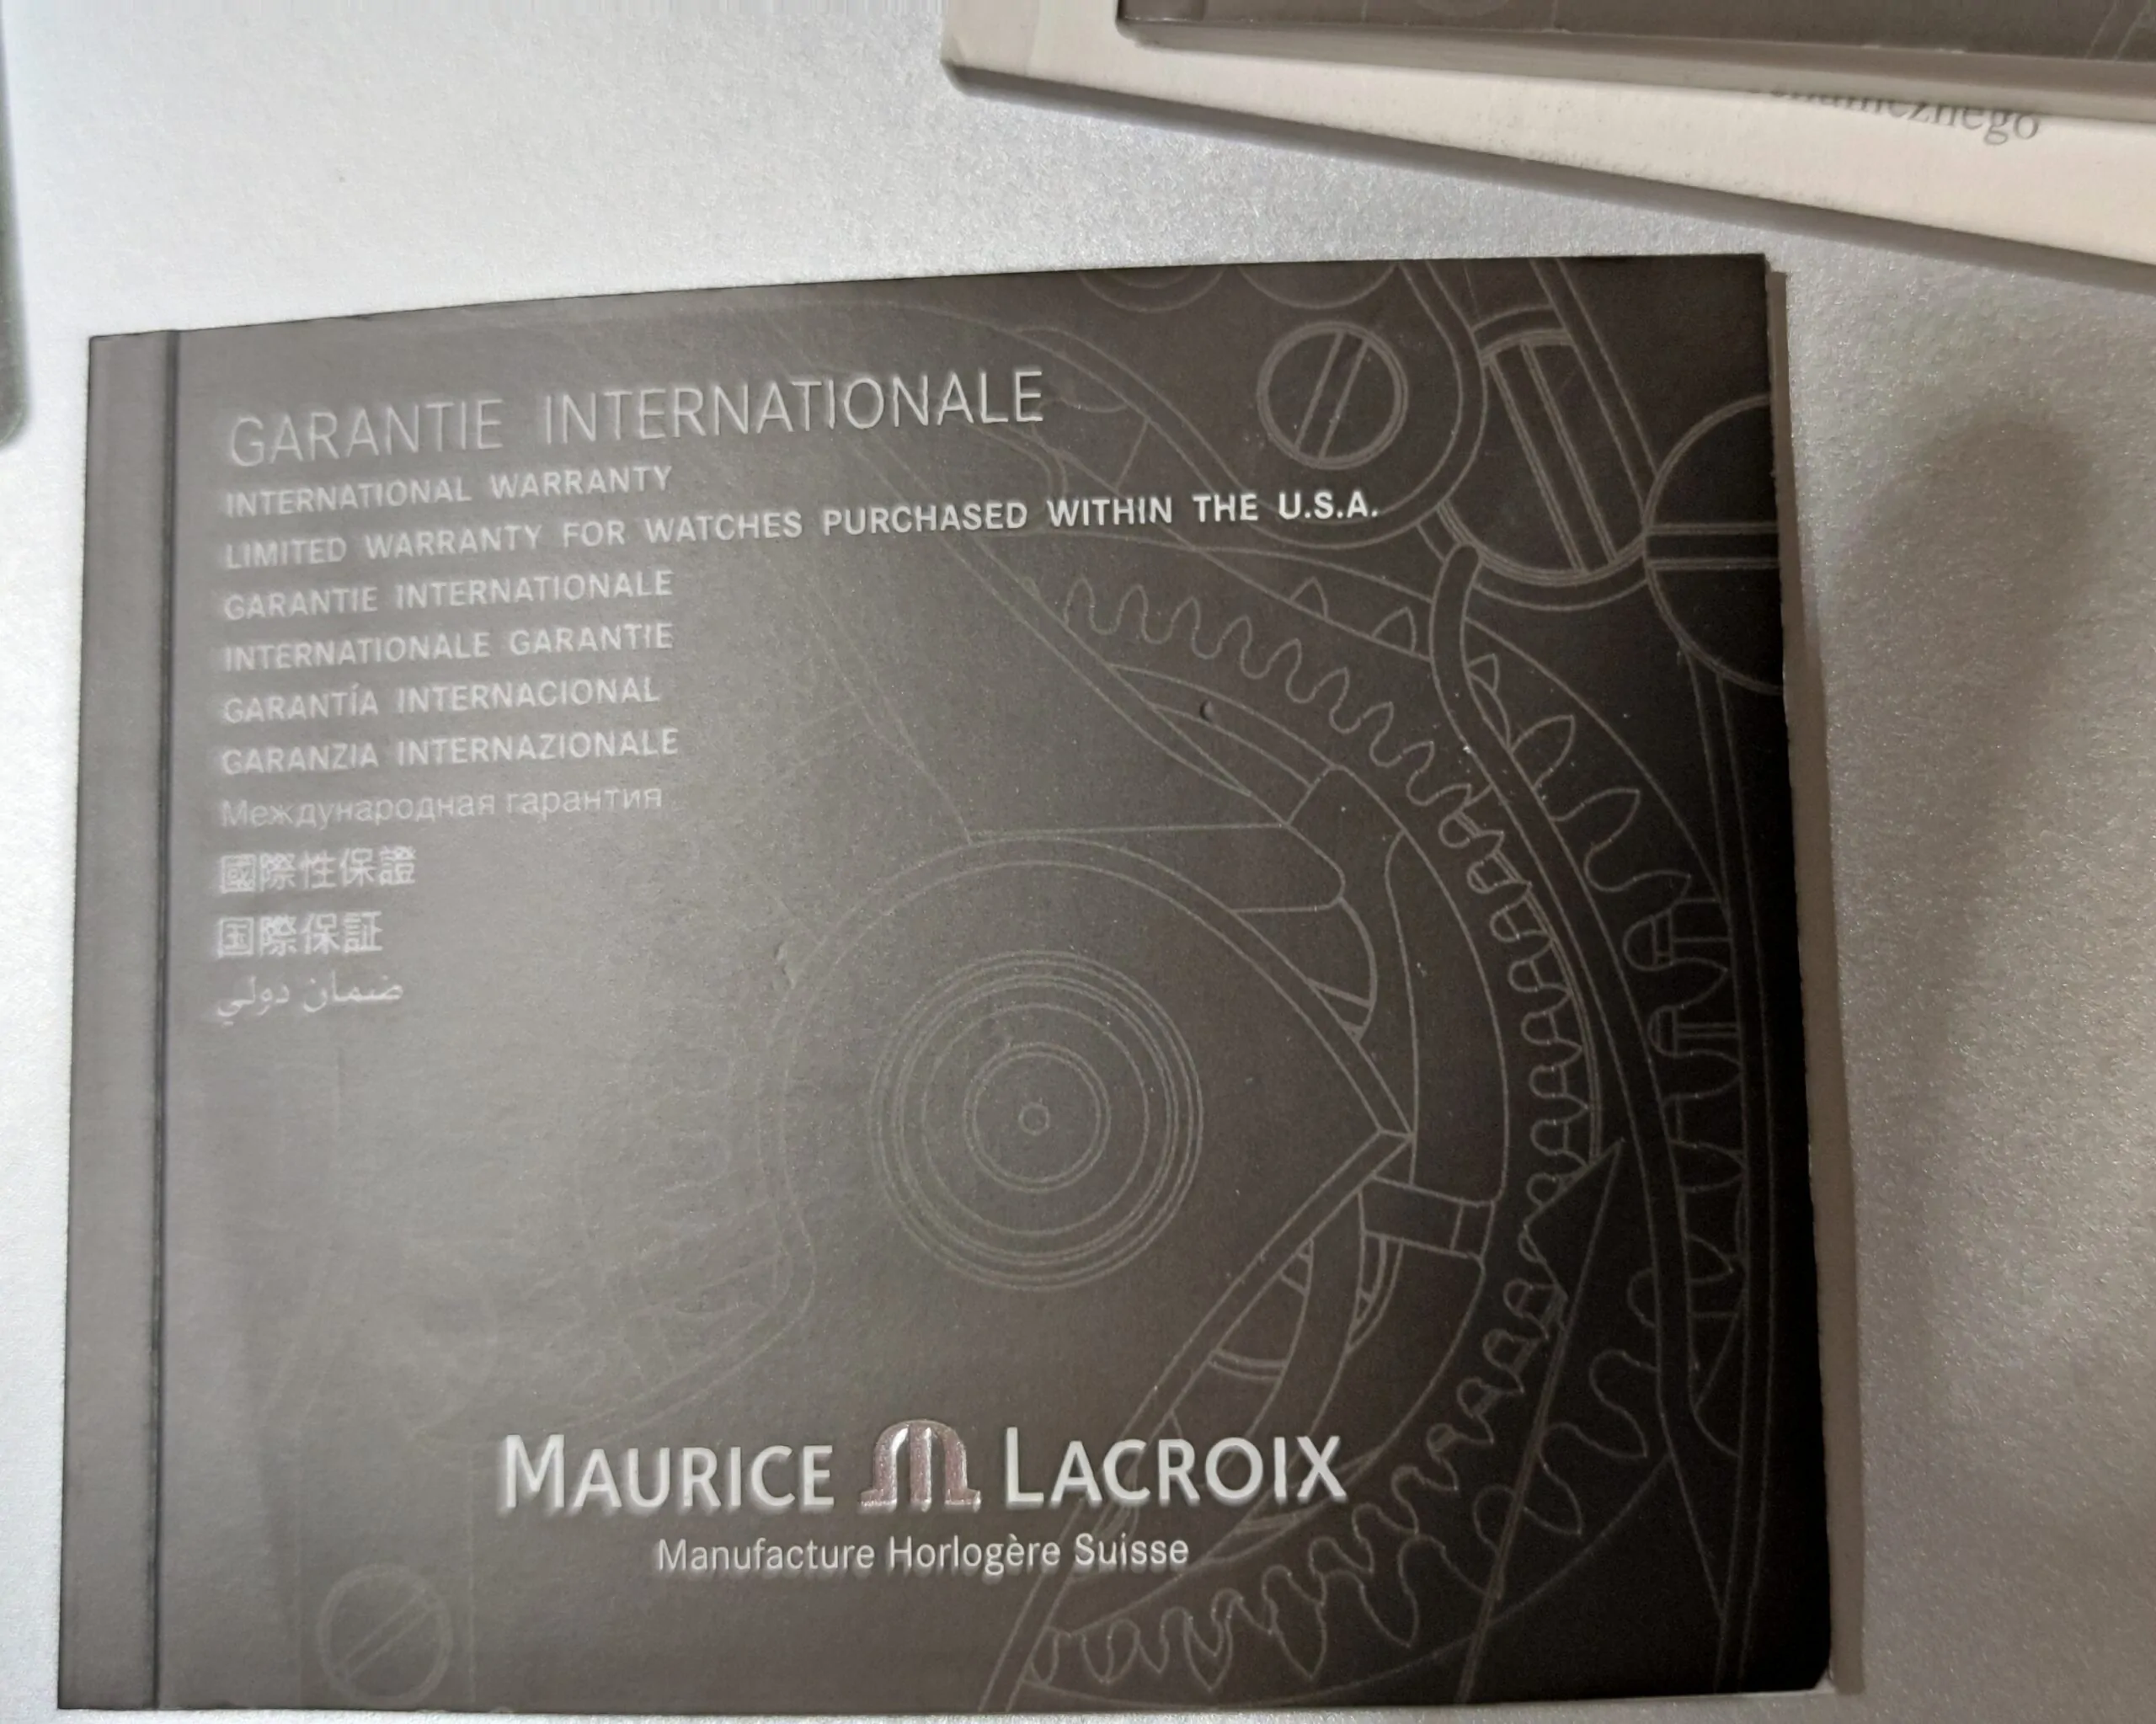 GARANTIE INTERNATIONALE
INTERNATIONAL WARRANTY
LIMITED WARRANTY FOR WATCHES PURCHASED WITHIN THE U.S.A.
GARANTIE INTERNATIONALE
INTERNATIONALE GARANTIE
GARANTÍA INTERNACIONAL
GARANZIA INTERNAZIONALE
Международная гарантия
國際性保證
国際保証
ضمان دولي
MAURICE LACROIX
Manufacture Horlogère Suisse